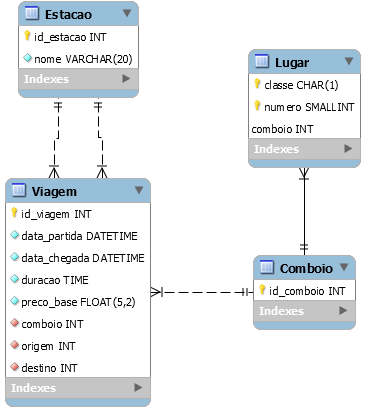 Estacao
id_estacao INT
nome VARCHAR(20)
Indexes
Lugar
classe CHAR(1)
numero SMALLINT
comboio INT
Indexes
Viagem
id_viagem INT
data_partida DATETIME
data_chegada DATETIME
duracao TIME
preco_base FLOAT(5,2)
comboio INT
origem INT
destino INT
Indexes
Comboio
id_comboio INT
Indexes